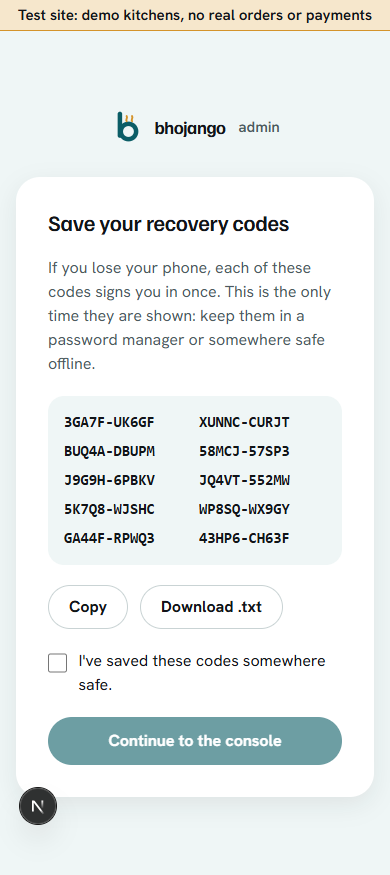 Test site: demo kitchens, no real orders or payments
bhojango admin
Save your recovery codes
If you lose your phone, each of these
codes signs you in once. This is the only
time they are shown: keep them in a
password manager or somewhere safe
offline.
3GA7F-UK6GF XUNNC-CURJT
BUQ4A-DBUPM 58MCJ-57SP3
J9G9H-6PBKV JQ4VT-552MW
5K7Q8-WJSHC WP8SQ-WX9GY
GA44F-RPWQ3 43HP6-CH63F
Copy Download .txt
I've saved these codes somewhere
safe.
Continue to the console
N